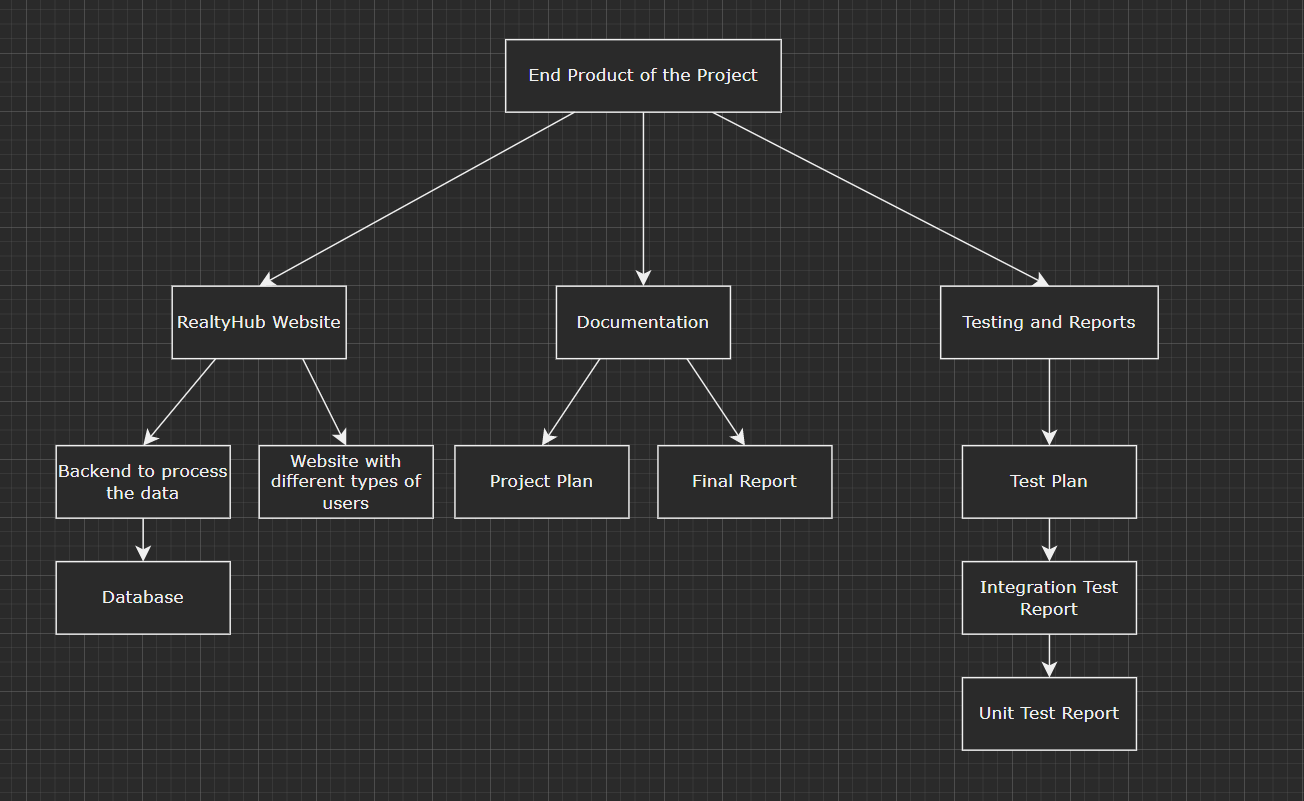 End Product of the Project
RealtyHub Website
Documentation
Testing and Reports
Backend to process
the data
Website with
different types of
users
Project Plan
Final Report
Test Plan
Database
Integration Test
Report
Unit Test Report